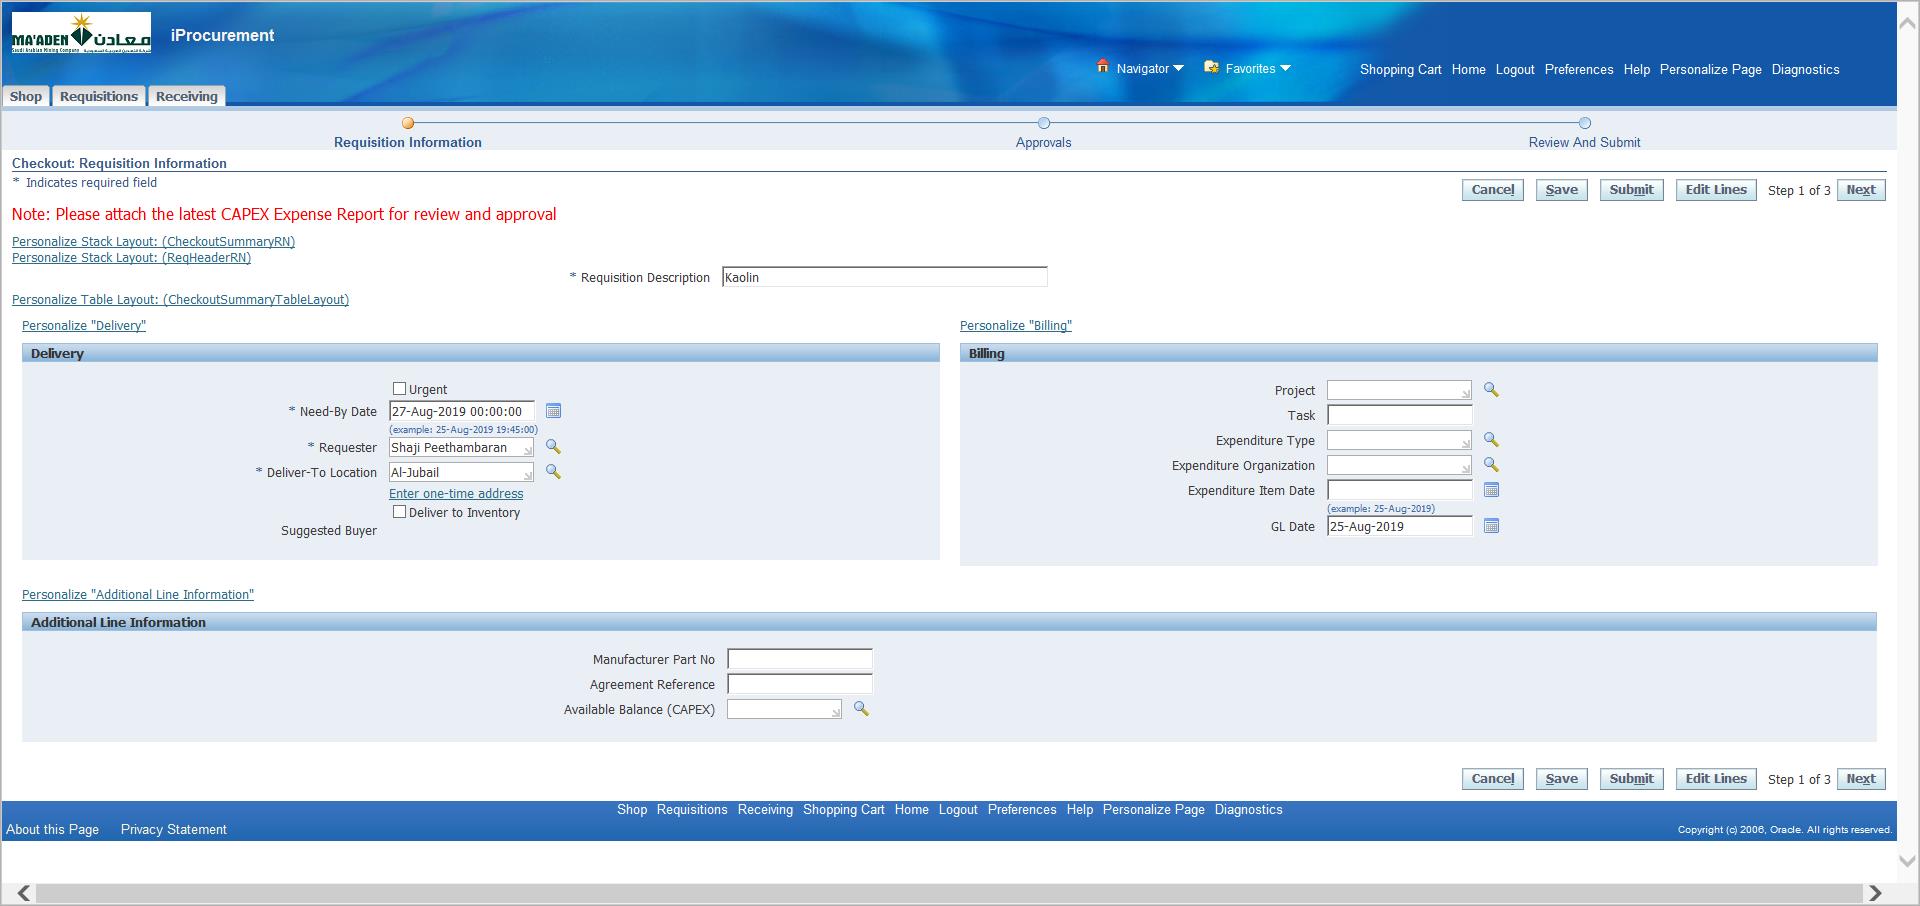 MA'ADEN معادن
Saudi Arabian Mining Company
iProcurement
Navigator Favorites Shopping Cart Home Logout Preferences Help Personalize Page Diagnostics
Shop Requisitions Receiving
Requisition Information Approvals Review And Submit
Checkout: Requisition Information
* Indicates required field
Cancel Save Submit Edit Lines Step 1 of 3 Next
Note: Please attach the latest CAPEX Expense Report for review and approval
Personalize Stack Layout: (CheckoutSummaryRN)
Personalize Stack Layout: (ReqHeaderRN)
* Requisition Description Kaolin
Personalize Table Layout: (CheckoutSummaryTableLayout)
Personalize "Delivery"
Delivery
Urgent
* Need-By Date 27-Aug-2019 00:00:00
(example: 25-Aug-2019 19:45:00)
* Requester Shaji Peethambaran
* Deliver-To Location Al-Jubail
Enter one-time address
Deliver to Inventory
Suggested Buyer
Personalize "Billing"
Billing
Project
Task
Expenditure Type
Expenditure Organization
Expenditure Item Date
(example: 25-Aug-2019)
GL Date 25-Aug-2019
Personalize "Additional Line Information"
Additional Line Information
Manufacturer Part No
Agreement Reference
Available Balance (CAPEX)
Cancel Save Submit Edit Lines Step 1 of 3 Next
Shop Requisitions Receiving Shopping Cart Home Logout Preferences Help Personalize Page Diagnostics
About this Page Privacy Statement
Copyright (c) 2006, Oracle. All rights reserved.